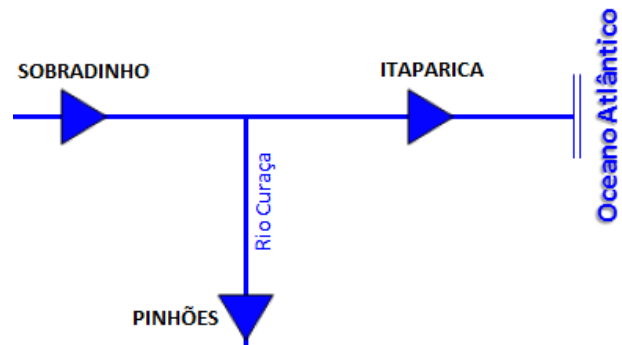 SOBRADINHO
ITAPARICA
Oceano Atlântico
Rio Curaça
PINHÕES